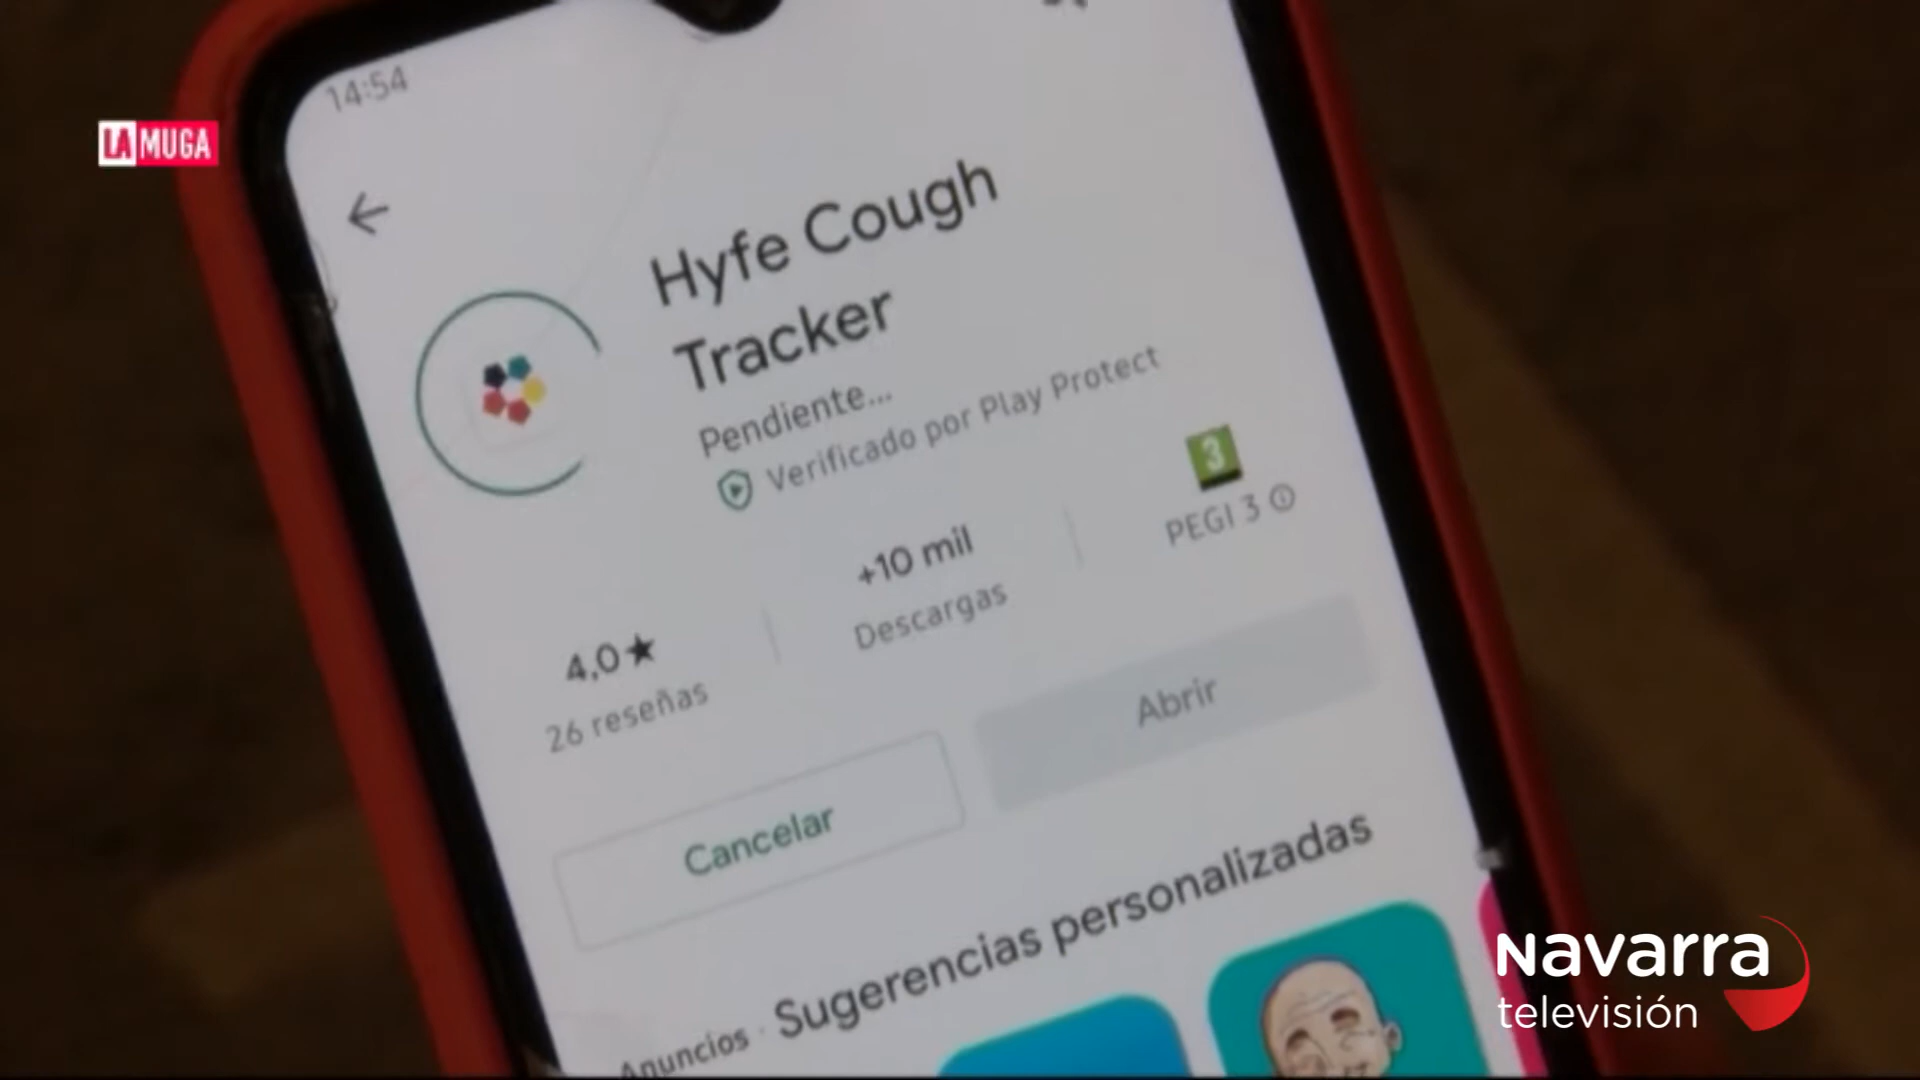 14:54
LA MUGA
Hyfe Cough
Tracker
Pendiente...
Verificado por Play Protect
3
+10 mil
PEGI 3
Descargas
4,0★
26 reseñas
Abrir
Cancelar
Anuncios · Sugerencias personalizadas
Navarra
televisión